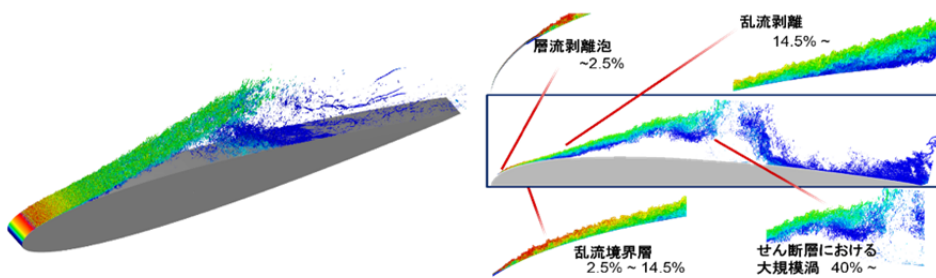 層流剥離泡
~2.5%
乱流剥離
14.5% ~
乱流境界層
2.5% ~ 14.5%
せん断層における
大規模渦 40% ~